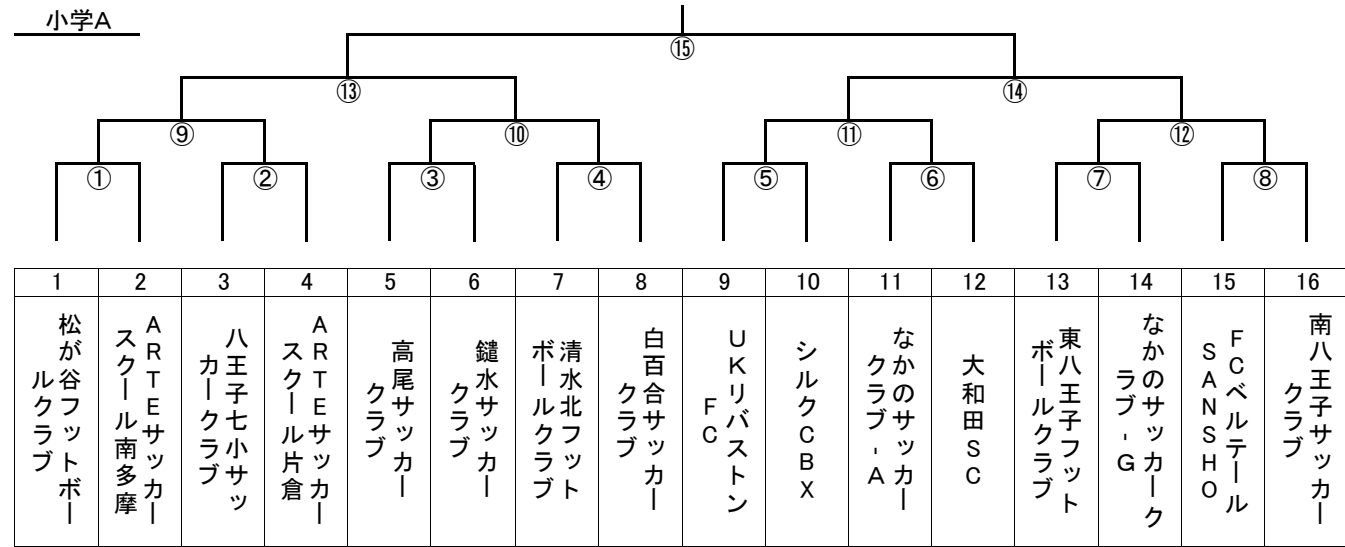 小学A
⑮
⑬
⑭
⑨
⑩
⑪
⑫
①
②
③
④
⑤
⑥
⑦
⑧
1
2
3
4
5
6
7
8
9
10
11
12
13
14
15
16
松が谷フットボー
ルクラブ
ARTEサッカー
スクール南多摩
八王子七小サッ
カークラブ
ARTEサッカー
スクール片倉
高尾サッカー
クラブ
鑓水サッカー
クラブ
清水北フット
ボールクラブ
白百合サッカー
クラブ
UKリバストン
FC
シルクCBX
なかのサッカー
クラブ-A
大和田SC
東八王子フット
ボールクラブ
なかのサッカーク
ラブ-G
FCベルテール
SANSHO
南八王子サッカー
クラブ